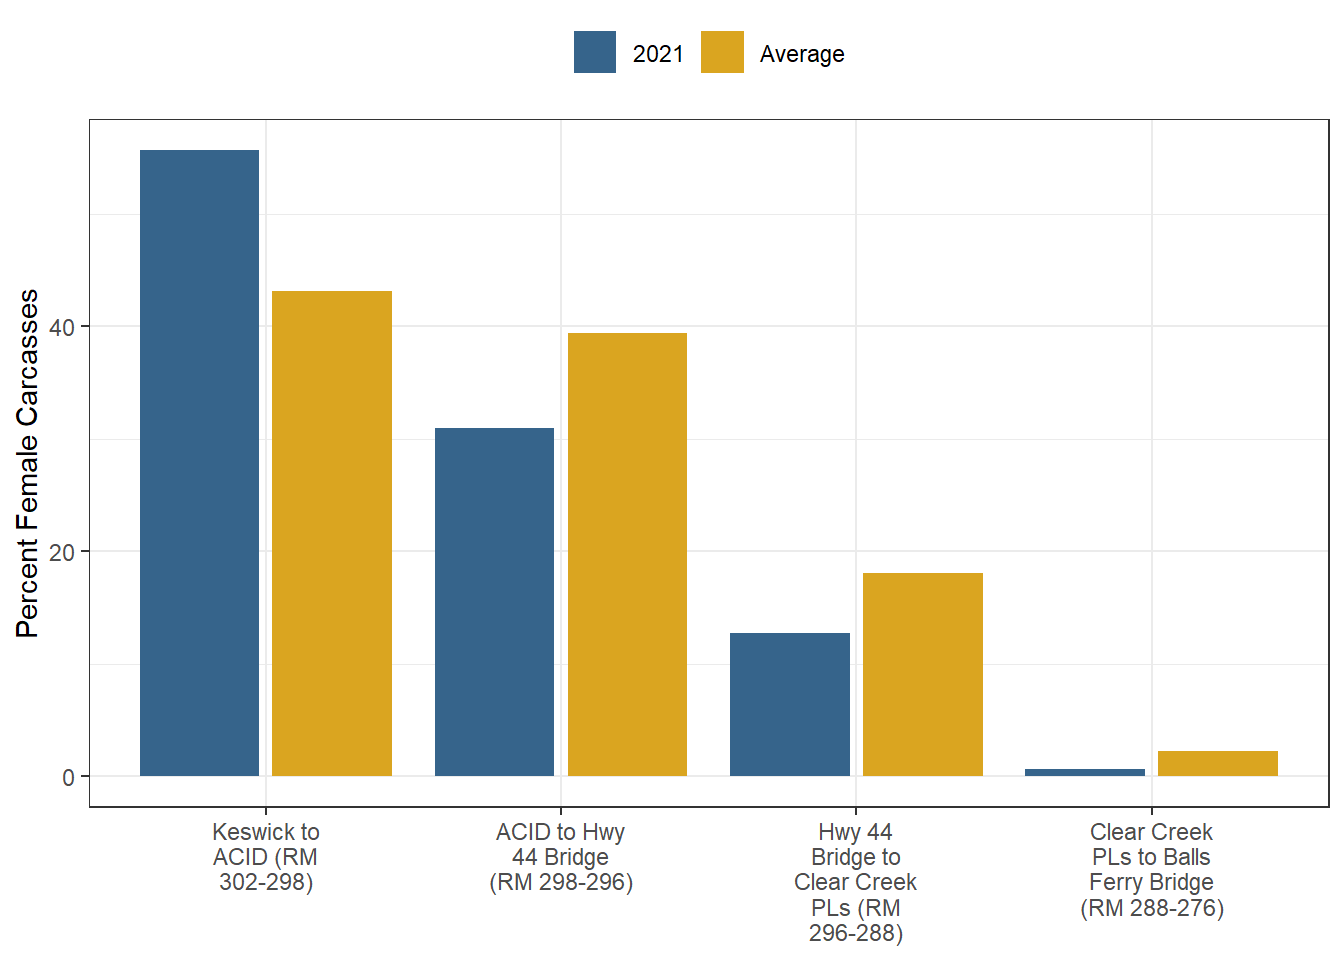 2021
Average
Percent Female Carcasses
40
20
0
Keswick to
ACID (RM
302-298)
ACID to Hwy
44 Bridge
(RM 298-296)
Hwy 44
Bridge to
Clear Creek
PLs (RM
296-288)
Clear Creek
PLs to Balls
Ferry Bridge
(RM 288-276)